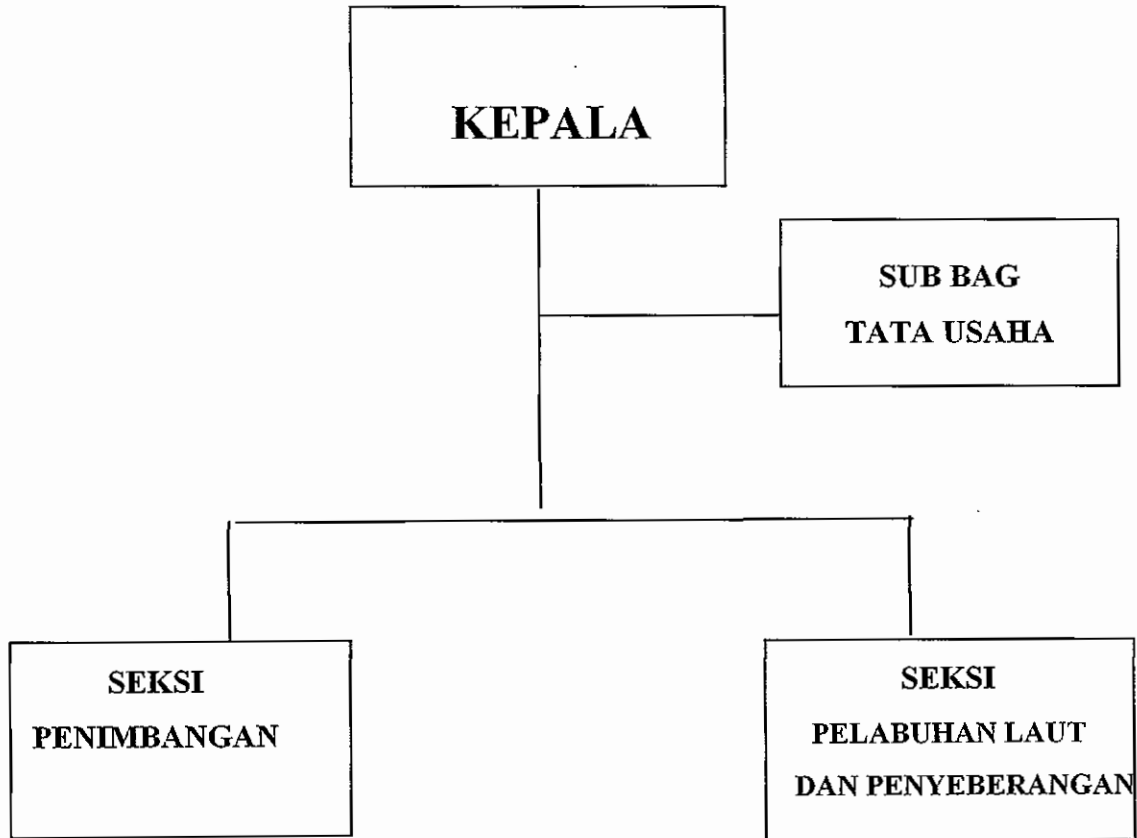 KEPALA
SUB BAG
TATA USAHA
SEKSI
PENIMBANGAN
SEKSI
PELABUHAN LAUT
DAN PENYEBERANGAN